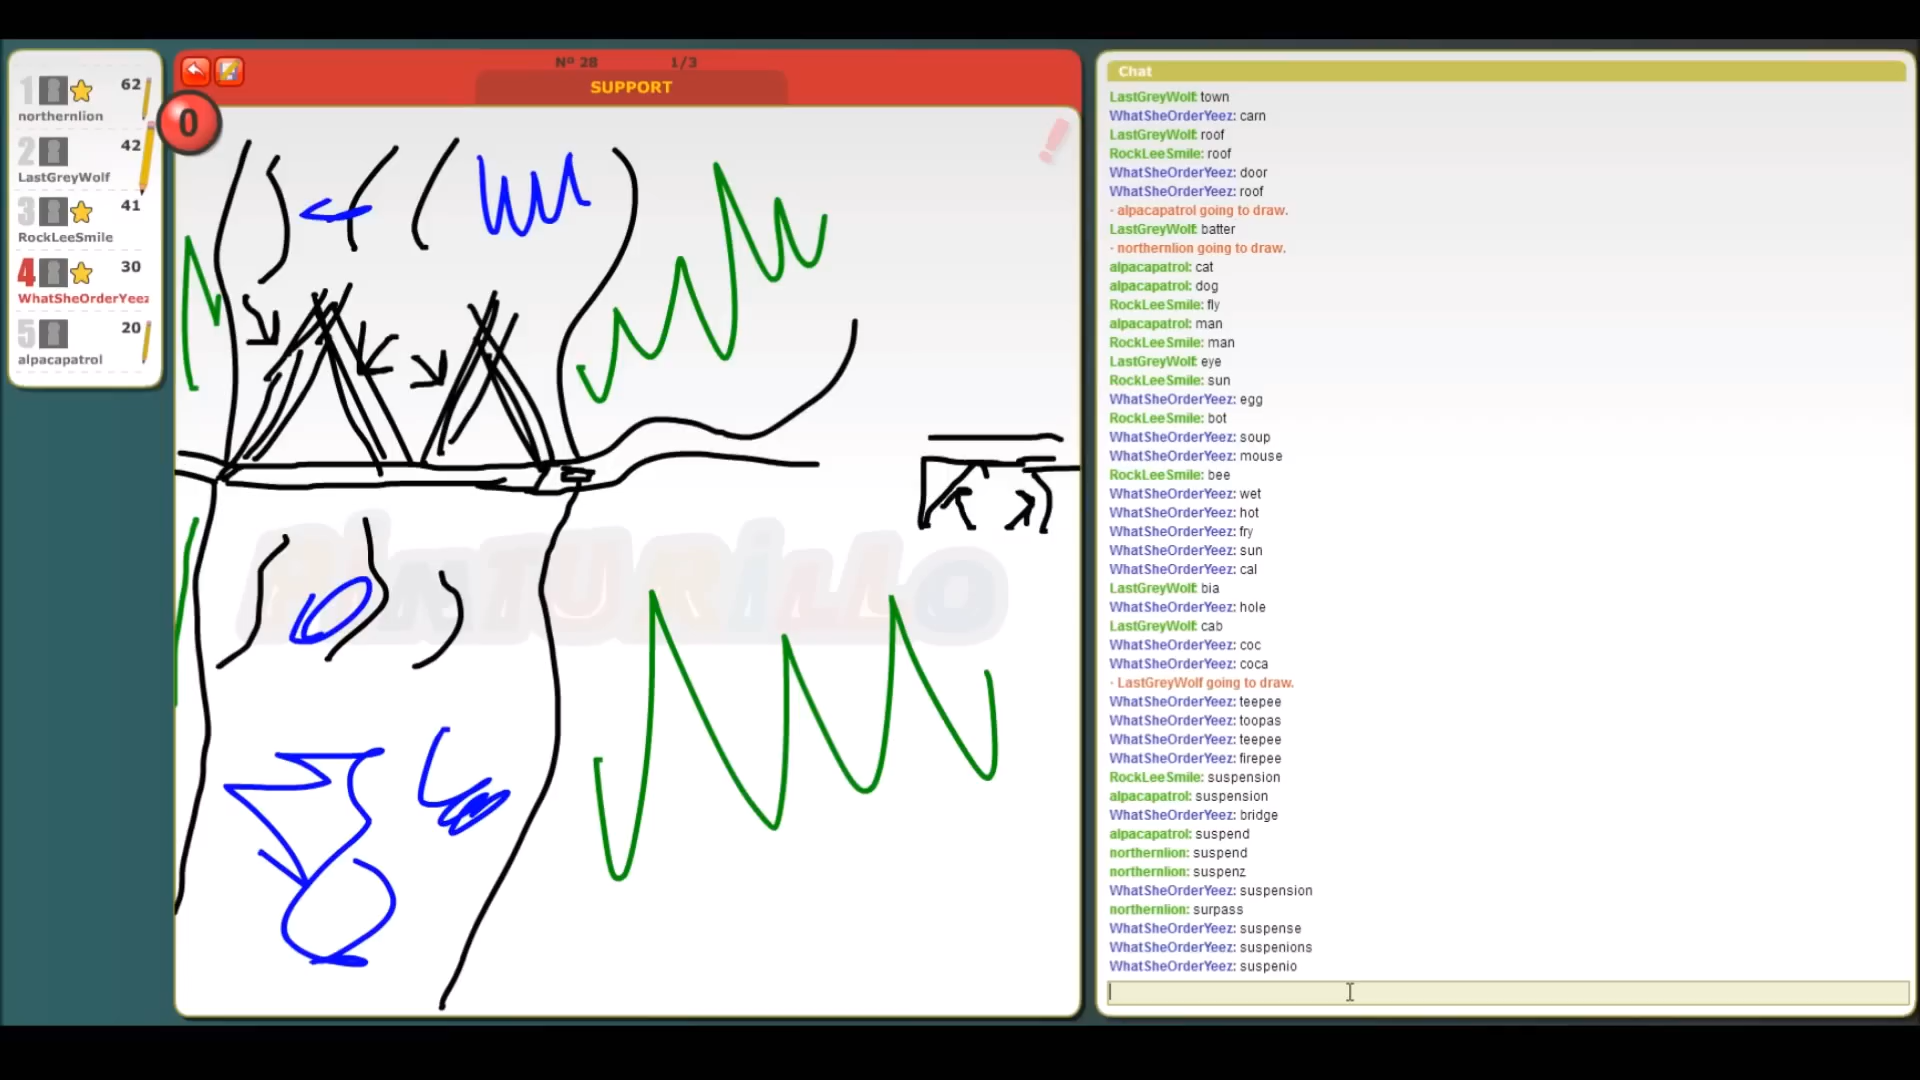 1 62
northernlion
2 42
LastGreyWolf
3 41
RockLeeSmile
4 30
WhatSheOrderYeez
5 20
alpacapatrol
0
Nº 28 1/3
SUPPORT
!
PINTURILLO
Chat
LastGreyWolf: town
WhatSheOrderYeez: carn
LastGreyWolf: roof
RockLeeSmile: roof
WhatSheOrderYeez: door
WhatSheOrderYeez: roof
· alpacapatrol going to draw.
LastGreyWolf: batter
· northernlion going to draw.
alpacapatrol: cat
alpacapatrol: dog
RockLeeSmile: fly
alpacapatrol: man
RockLeeSmile: man
LastGreyWolf: eye
RockLeeSmile: sun
WhatSheOrderYeez: egg
RockLeeSmile: bot
WhatSheOrderYeez: soup
WhatSheOrderYeez: mouse
RockLeeSmile: bee
WhatSheOrderYeez: wet
WhatSheOrderYeez: hot
WhatSheOrderYeez: fry
WhatSheOrderYeez: sun
WhatSheOrderYeez: cal
LastGreyWolf: bia
WhatSheOrderYeez: hole
LastGreyWolf: cab
WhatSheOrderYeez: coc
WhatSheOrderYeez: coca
· LastGreyWolf going to draw.
WhatSheOrderYeez: teepee
WhatSheOrderYeez: toopas
WhatSheOrderYeez: teepee
WhatSheOrderYeez: firepee
RockLeeSmile: suspension
alpacapatrol: suspension
WhatSheOrderYeez: bridge
alpacapatrol: suspend
northernlion: suspend
northernlion: suspenz
WhatSheOrderYeez: suspension
northernlion: surpass
WhatSheOrderYeez: suspense
WhatSheOrderYeez: suspenions
WhatSheOrderYeez: suspenio